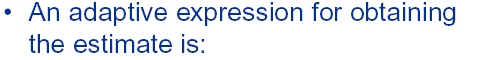 • An adaptive expression for obtaining
the estimate is: